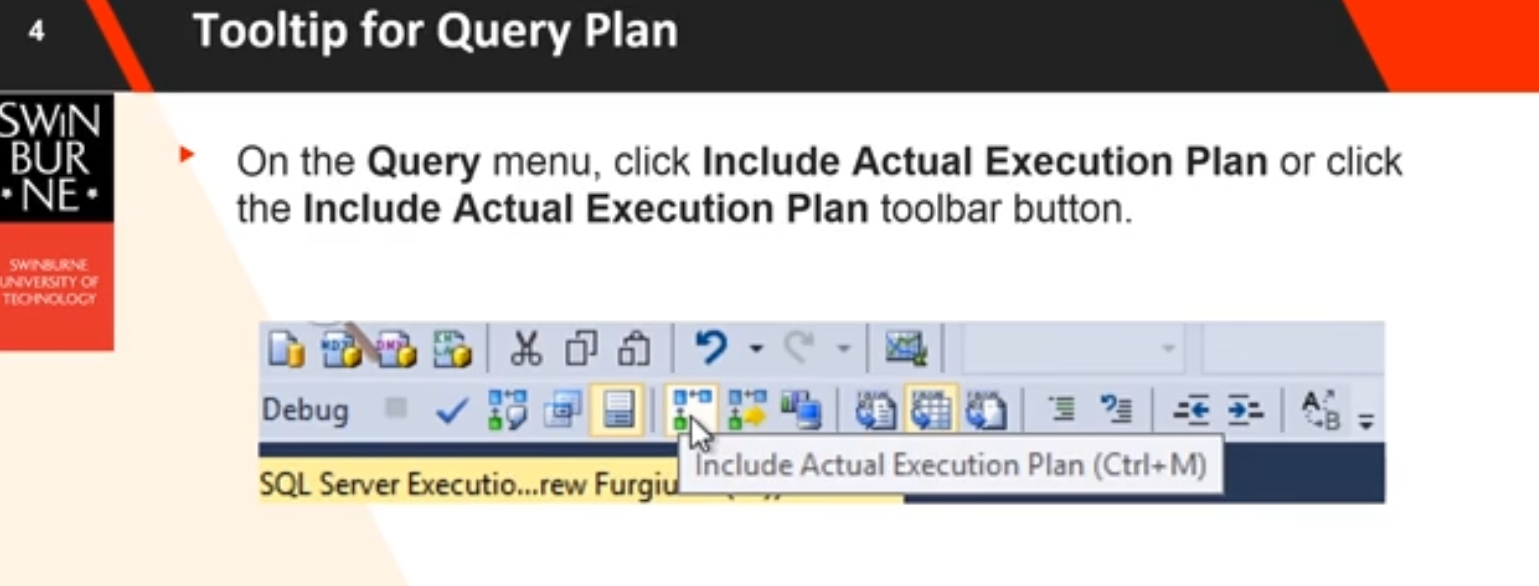 4
Tooltip for Query Plan
SWIN
BUR
• NE •
SWINBURNE
UNIVERSITY OF
TECHNOLOGY
On the Query menu, click Include Actual Execution Plan or click
the Include Actual Execution Plan toolbar button.
Debug
Include Actual Execution Plan (Ctrl+M)
SQL Server Executio...rew Furgiu